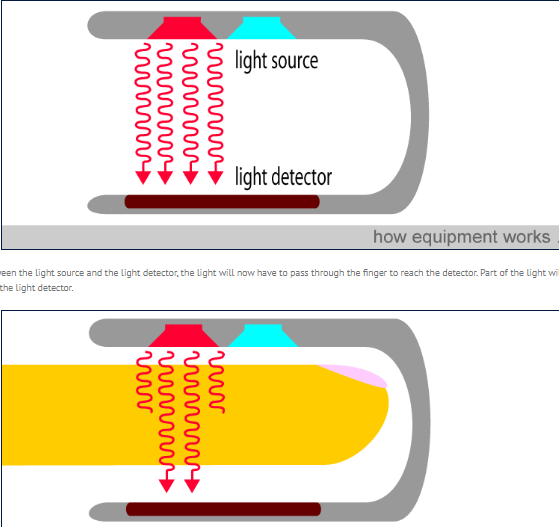 light source
light detector
how equipment works
een the light source and the light detector, the light will now have to pass through the finger to reach the detector. Part of the light wi
the light detector.